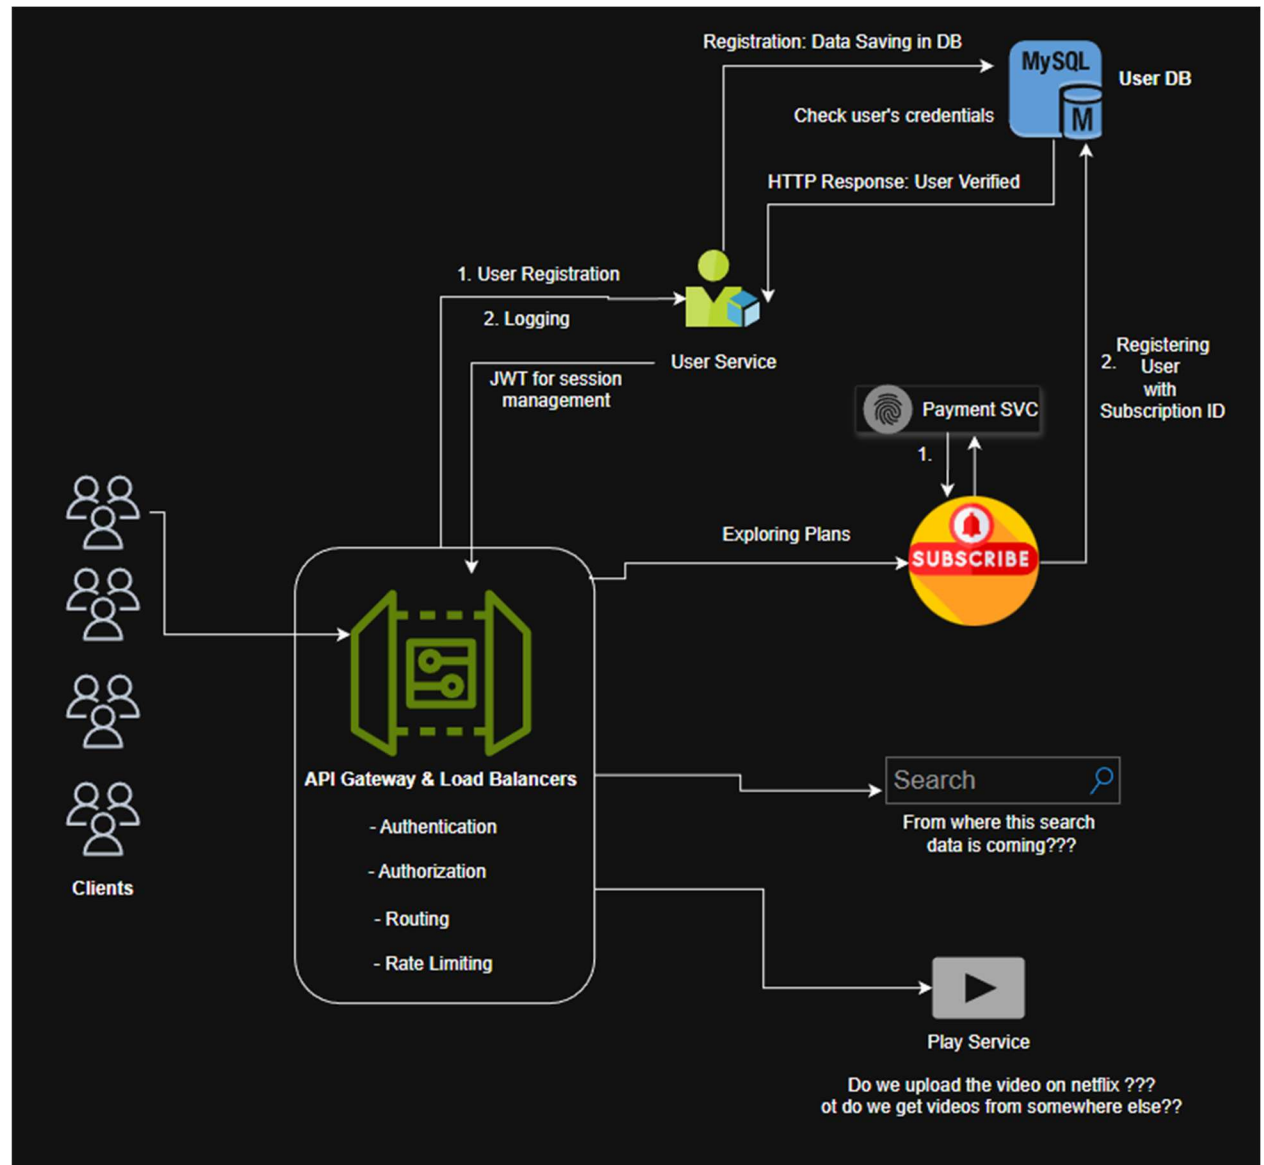 Registration: Data Saving in DB
MySQL
M
User DB
Check user's credentials
HTTP Response: User Verified
1. User Registration
2. Logging
User Service
JWT for session
management
Registering
2. User
with
Subscription ID
Payment SVC
1.
Exploring Plans
SUBSCRIBE
API Gateway & Load Balancers
- Authentication
- Authorization
- Routing
- Rate Limiting
Clients
Search
From where this search
data is coming???
Play Service
Do we upload the video on netflix ???
ot do we get videos from somewhere else??